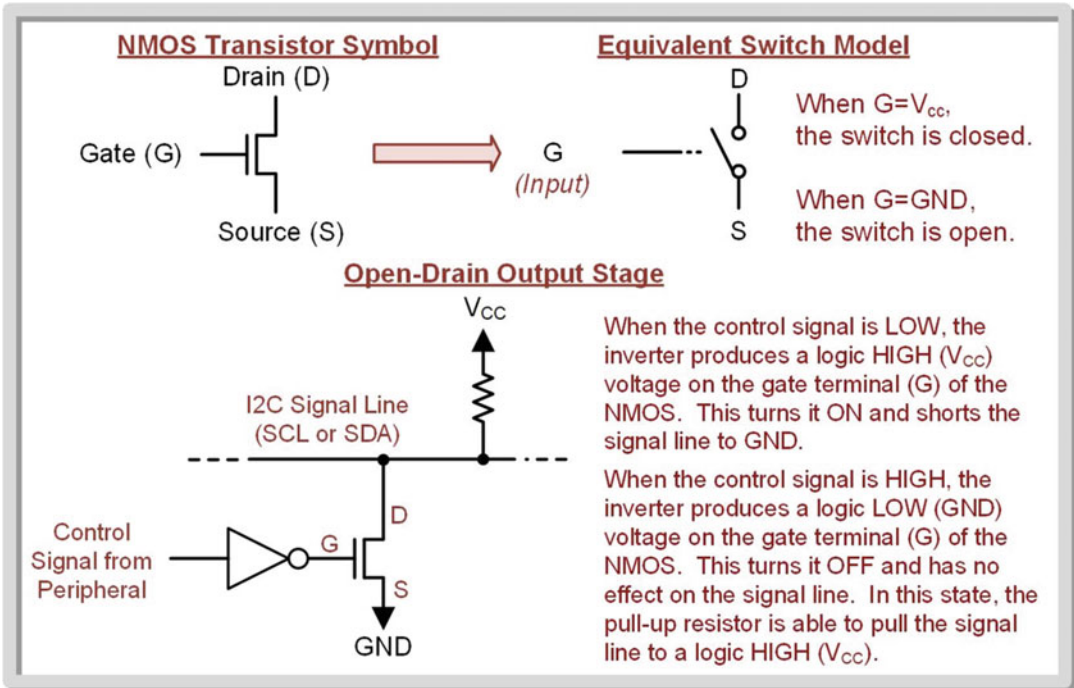 NMOS Transistor Symbol
Drain (D)
Gate (G)
Source (S)
Equivalent Switch Model
D
G
(Input)
S
When G=Vcc,
the switch is closed.
When G=GND,
the switch is open.
Open-Drain Output Stage
VCC
I2C Signal Line
(SCL or SDA)
D
G
S
Control
Signal from
Peripheral
GND
When the control signal is LOW, the
inverter produces a logic HIGH (VCC)
voltage on the gate terminal (G) of the
NMOS. This turns it ON and shorts the
signal line to GND.
When the control signal is HIGH, the
inverter produces a logic LOW (GND)
voltage on the gate terminal (G) of the
NMOS. This turns it OFF and has no
effect on the signal line. In this state, the
pull-up resistor is able to pull the signal
line to a logic HIGH (VCC).